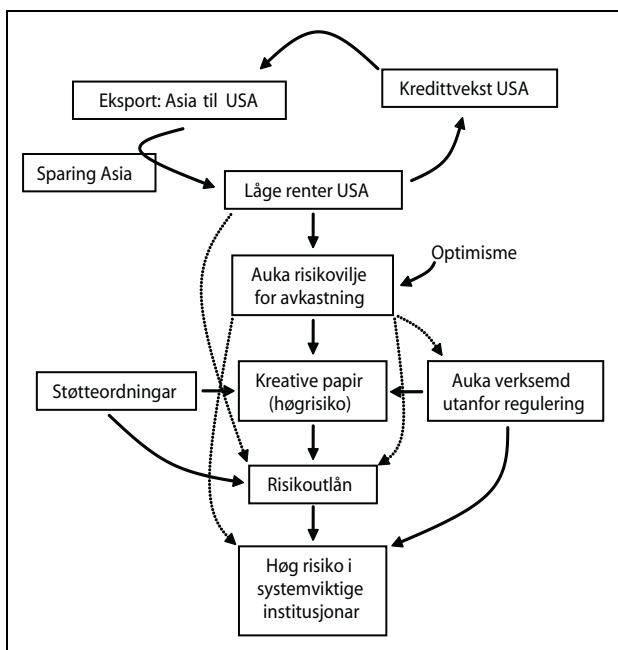 Eksport: Asia til USA
Kredittvekst USA
Sparing Asia
Låge renter USA
Optimisme
Auka risikovilje
for avkastning
Støtteordningar
Kreative papir
(høgrisiko)
Auka verksemd
utanfor regulering
Risikoutlån
Høg risiko i
systemviktige
institusjonar